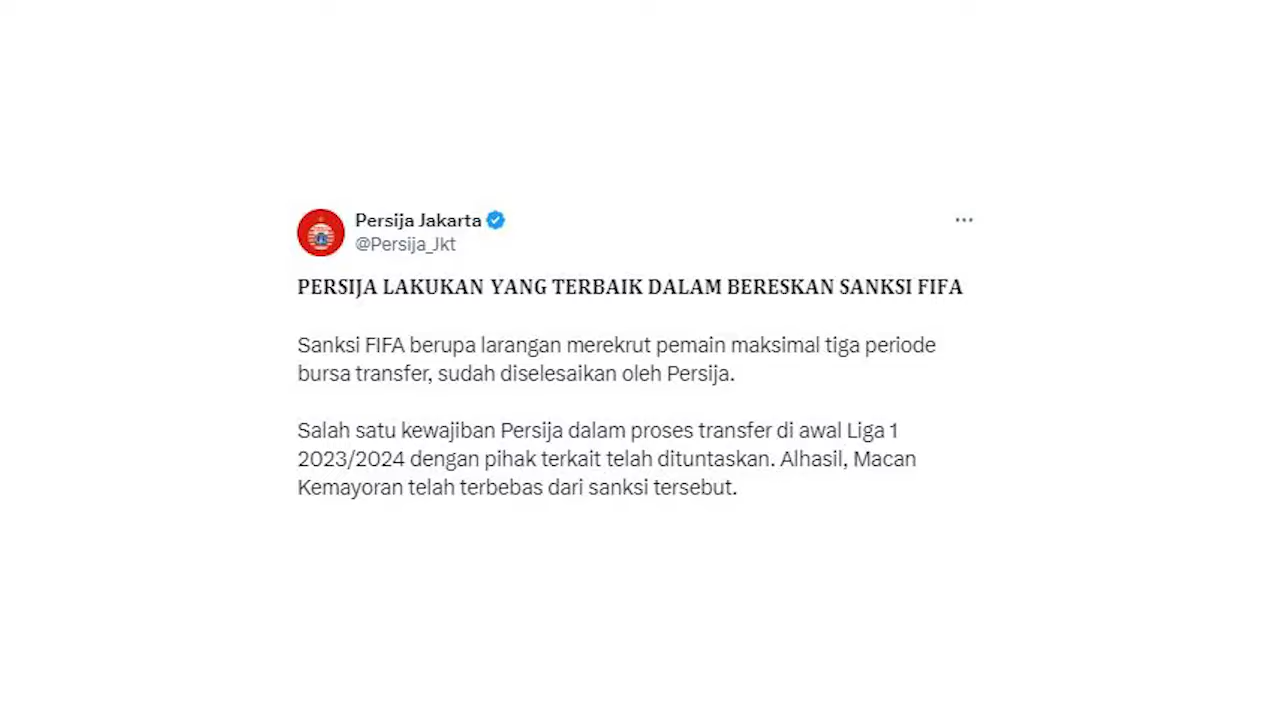 Persija Jakarta
@Persija_Jkt
PERSIJA LAKUKAN YANG TERBAIK DALAM BERESKAN SANKSI FIFA
Sanksi FIFA berupa larangan merekrut pemain maksimal tiga periode
bursa transfer, sudah diselesaikan oleh Persija.
Salah satu kewajiban Persija dalam proses transfer di awal Liga 1
2023/2024 dengan pihak terkait telah dituntaskan. Alhasil, Macan
Kemayoran telah terbebas dari sanksi tersebut.